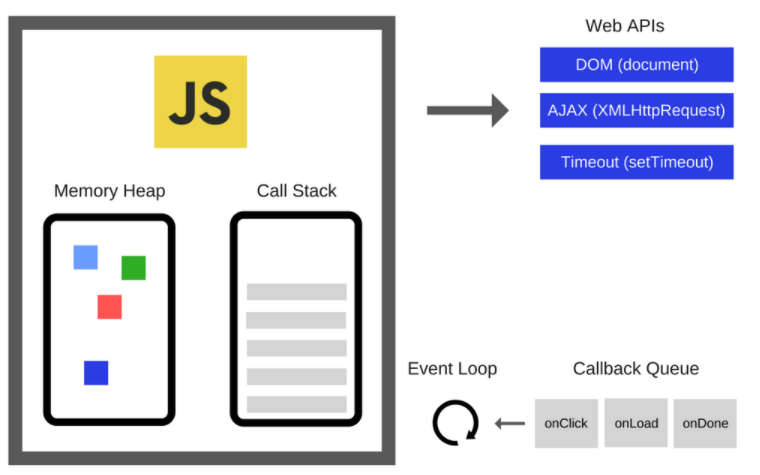 Web APIs
DOM (document)
JS
AJAX (XMLHttpRequest)
Timeout (setTimeout)
Memory Heap
Call Stack
Event Loop
Callback Queue
onClick
onLoad
onDone